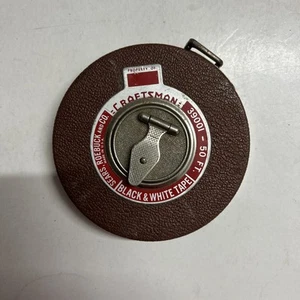 PROPERTY OF
CRAFTSMAN
39001 - 50 FT.
BLACK & WHITE TAPE
SEARS, ROEBUCK AND CO.